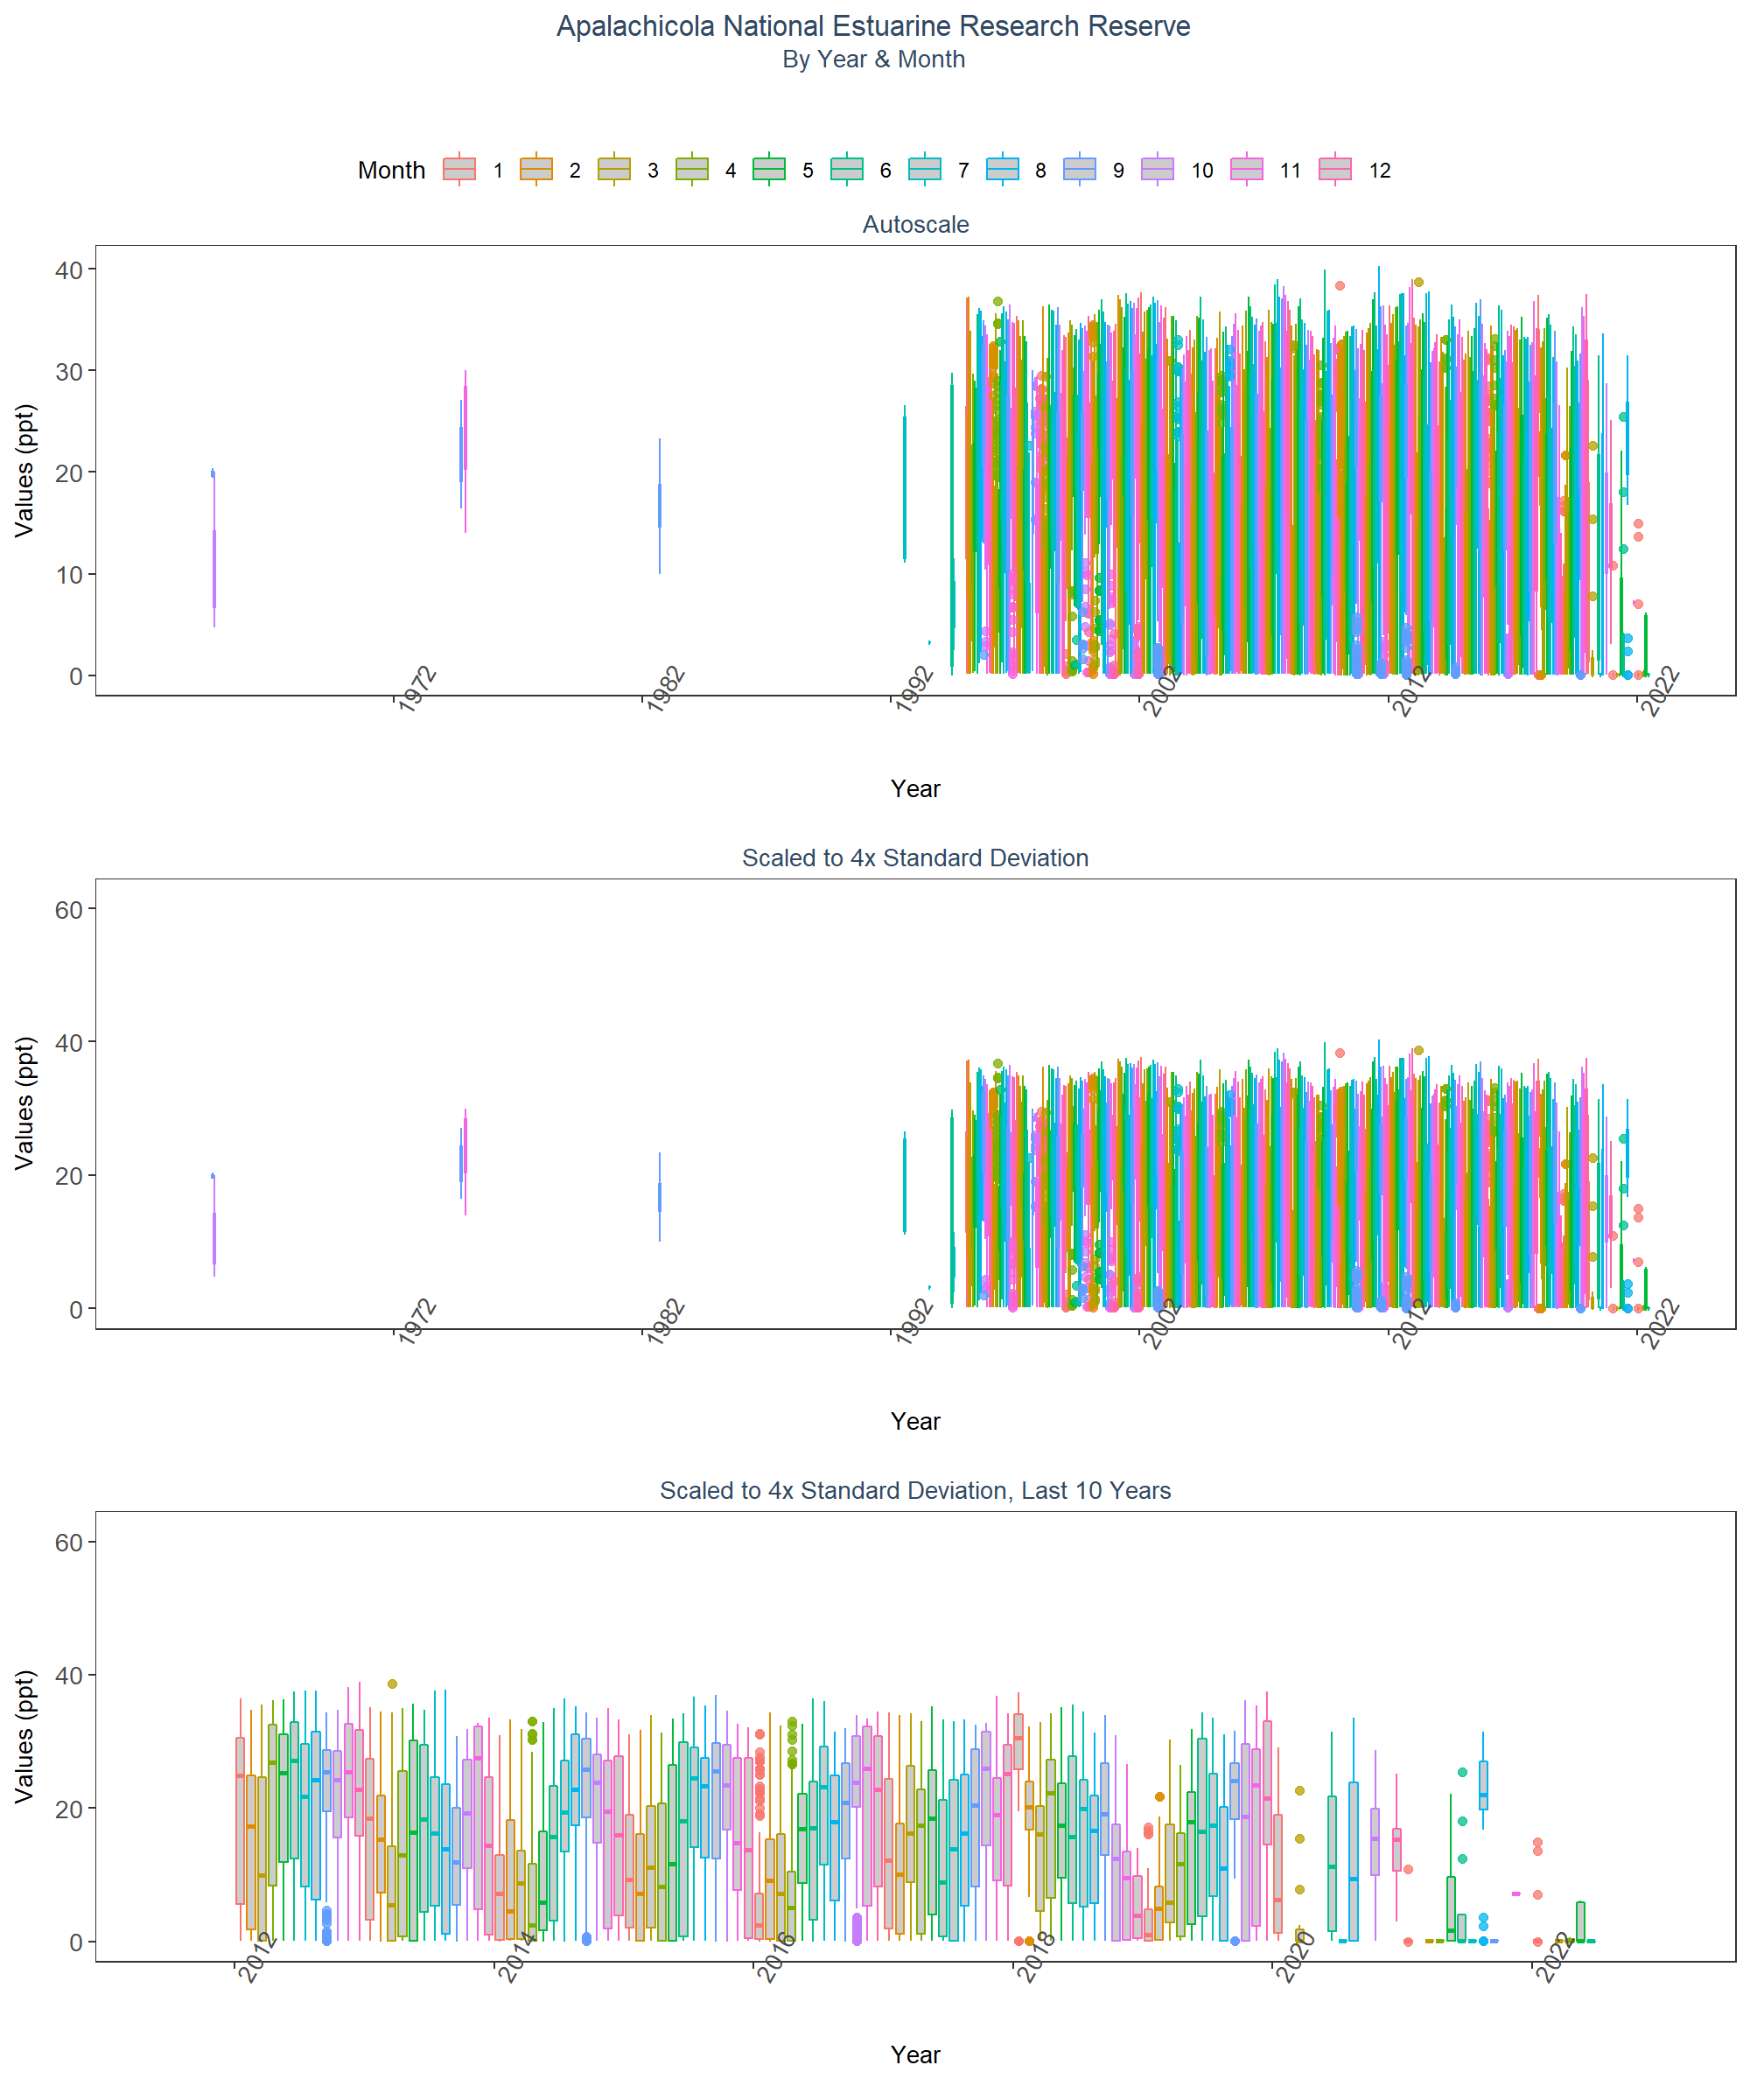 Apalachicola National Estuarine Research Reserve
By Year & Month
Month 1 2 3 4 5 6 7 8 9 10 11 12
Autoscale
Values (ppt)
40
30
20
10
0
1972 1982 1992 2002 2012 2022
Year
Scaled to 4x Standard Deviation
Values (ppt)
60
40
20
0
1972 1982 1992 2002 2012 2022
Year
Scaled to 4x Standard Deviation, Last 10 Years
Values (ppt)
60
40
20
0
2012 2014 2016 2018 2020 2022
Year